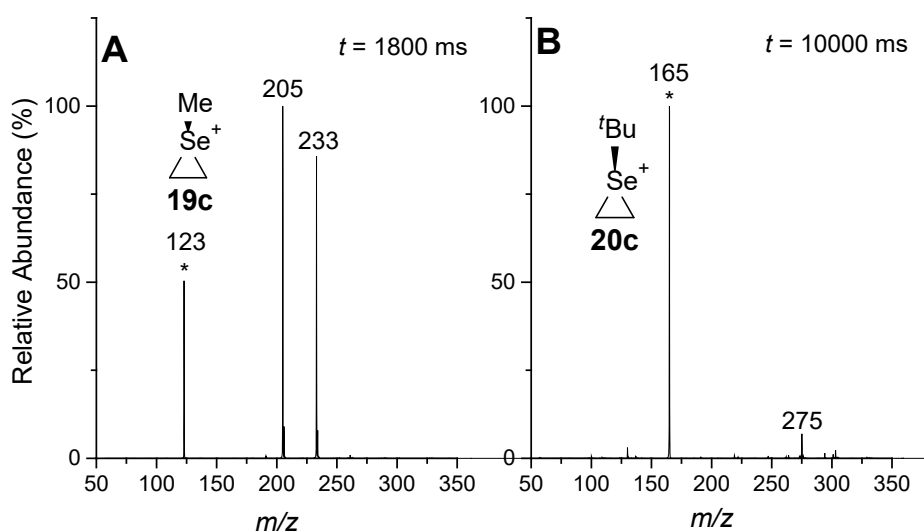 A
t = 1800 ms
Me
Se+
19c
123
*
205
233
Relative Abundance (%)
100
50
0
50 100 150 200 250 300 350
m/z
B
t = 10000 ms
165
*
tBu
Se+
20c
275
100
50
0
50 100 150 200 250 300 350
m/z